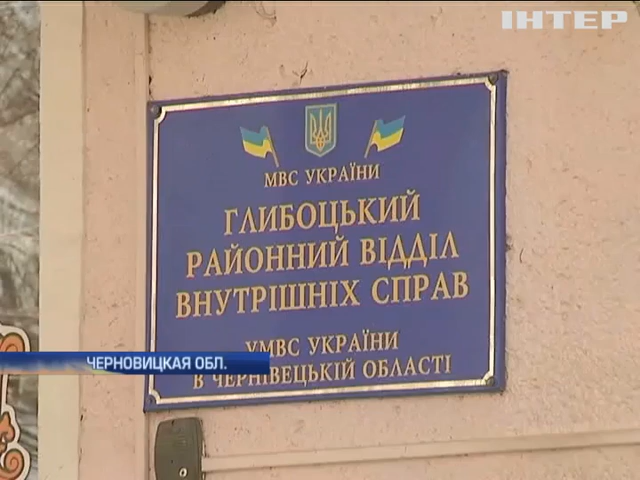 ІНТЕР
МВС УКРАЇНИ
ГЛИБОЦЬКИЙ
РАЙОННИЙ ВІДДІЛ
ВНУТРІШНІХ СПРАВ
УМВС УКРАЇНИ
В ЧЕРНІВЕЦЬКІЙ ОБЛАСТІ
ЧЕРНОВИЦКАЯ ОБЛ.